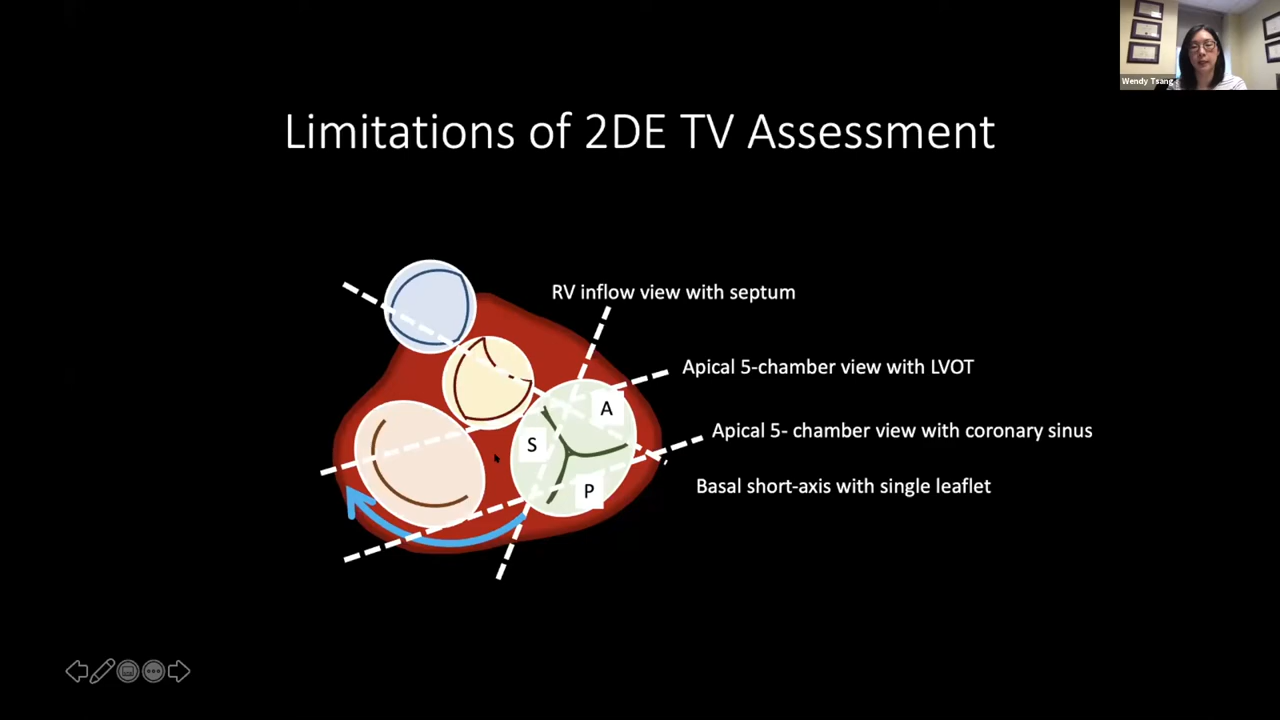 Wendy Tsang
Limitations of 2DE TV Assessment
RV inflow view with septum
Apical 5-chamber view with LVOT
A
Apical 5- chamber view with coronary sinus
S
Basal short-axis with single leaflet
P